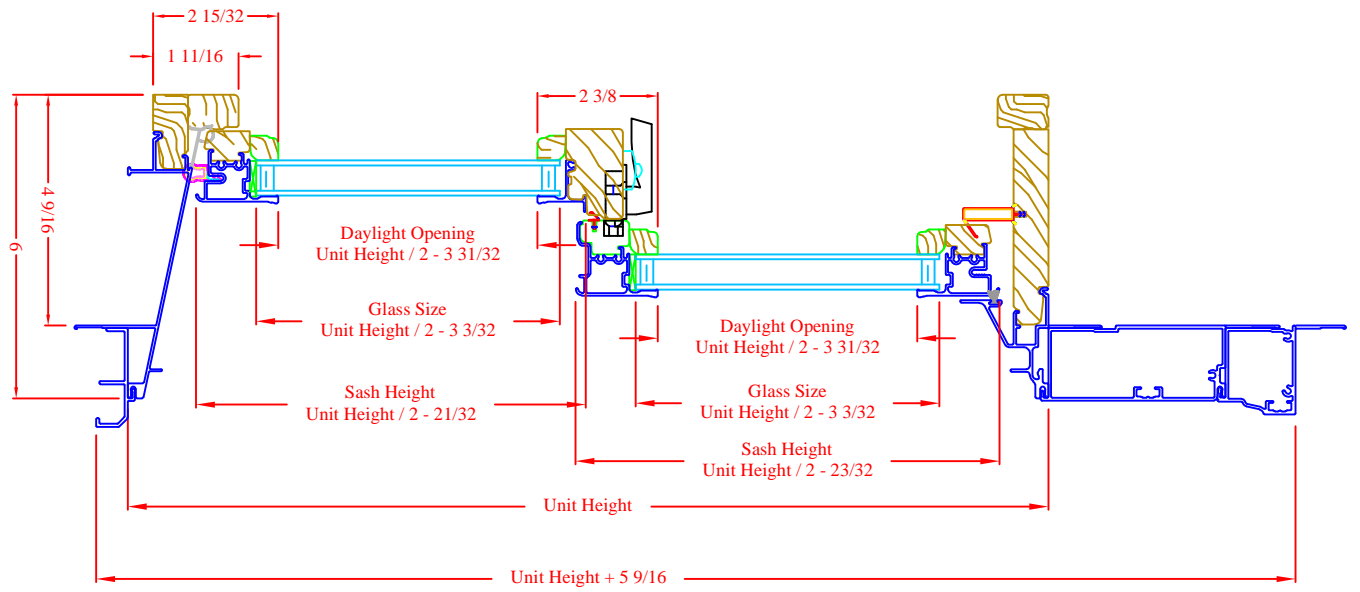 2 15/32
1 11/16
2 3/8
4 9/16
6
Daylight Opening
Unit Height / 2 - 3 31/32
Glass Size
Unit Height / 2 - 3 3/32
Daylight Opening
Unit Height / 2 - 3 31/32
Sash Height
Unit Height / 2 - 21/32
Glass Size
Unit Height / 2 - 3 3/32
Sash Height
Unit Height / 2 - 23/32
Unit Height
Unit Height + 5 9/16